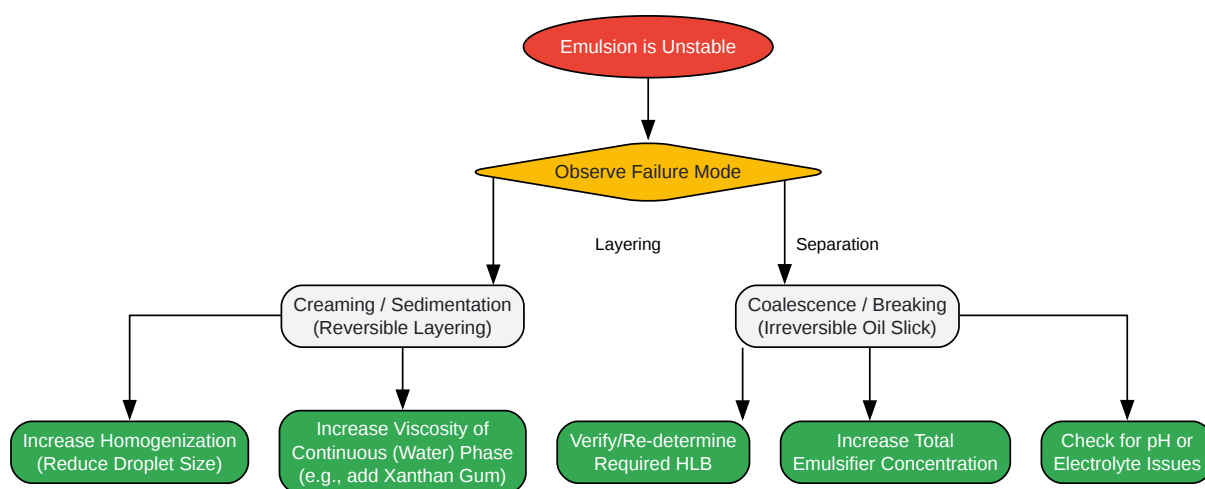 Emulsion is Unstable
Observe Failure Mode
Layering
Separation
Creaming / Sedimentation
(Reversible Layering)
Coalescence / Breaking
(Irreversible Oil Slick)
Increase Homogenization
(Reduce Droplet Size)
Increase Viscosity of
Continuous (Water) Phase
(e.g., add Xanthan Gum)
Verify/Re-determine
Required HLB
Increase Total
Emulsifier Concentration
Check for pH or
Electrolyte Issues